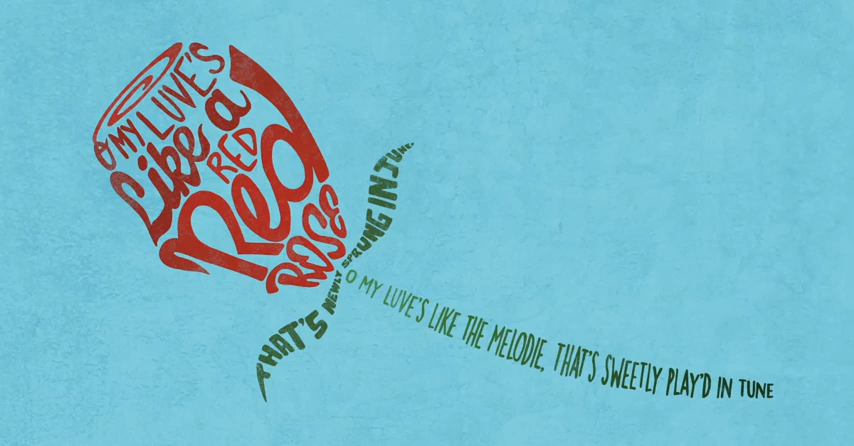 O MY LUVE'S
Like a
RED
Red
ROSE
THAT'S NEWLY SPRUNG IN JUNE.
O MY LUVE'S LIKE THE MELODIE, THAT'S SWEETLY PLAY'D IN TUNE